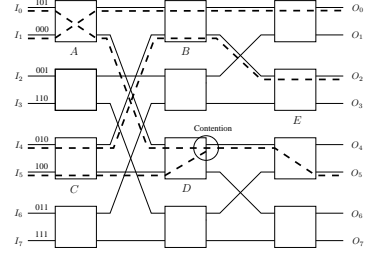 I0 101 O0
I1 000 O1
A B
I2 001 O2
I3 110 O3
E
Contention
I4 010 O4
I5 100 O5
C D
I6 011 O6
I7 111 O7